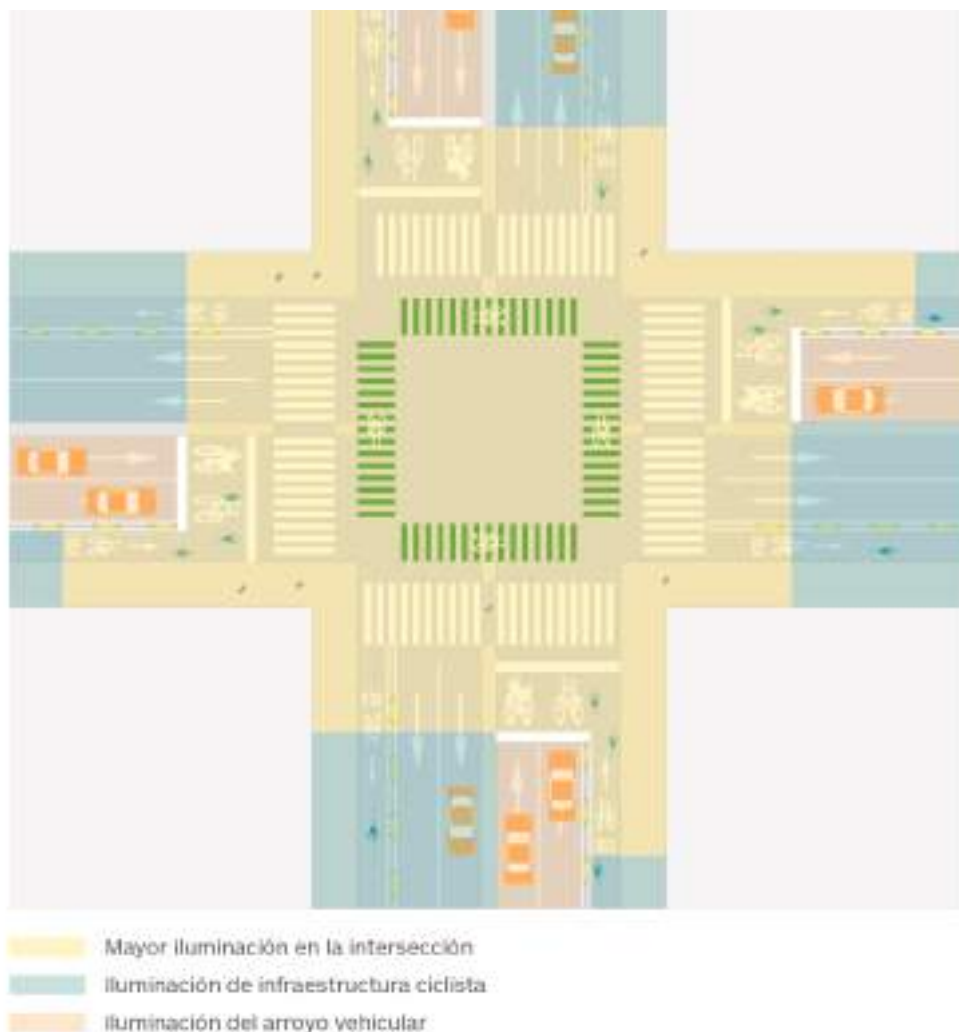 Mayor iluminación en la intersección
Iluminación de infraestructura ciclista
Iluminación del arroyo vehicular